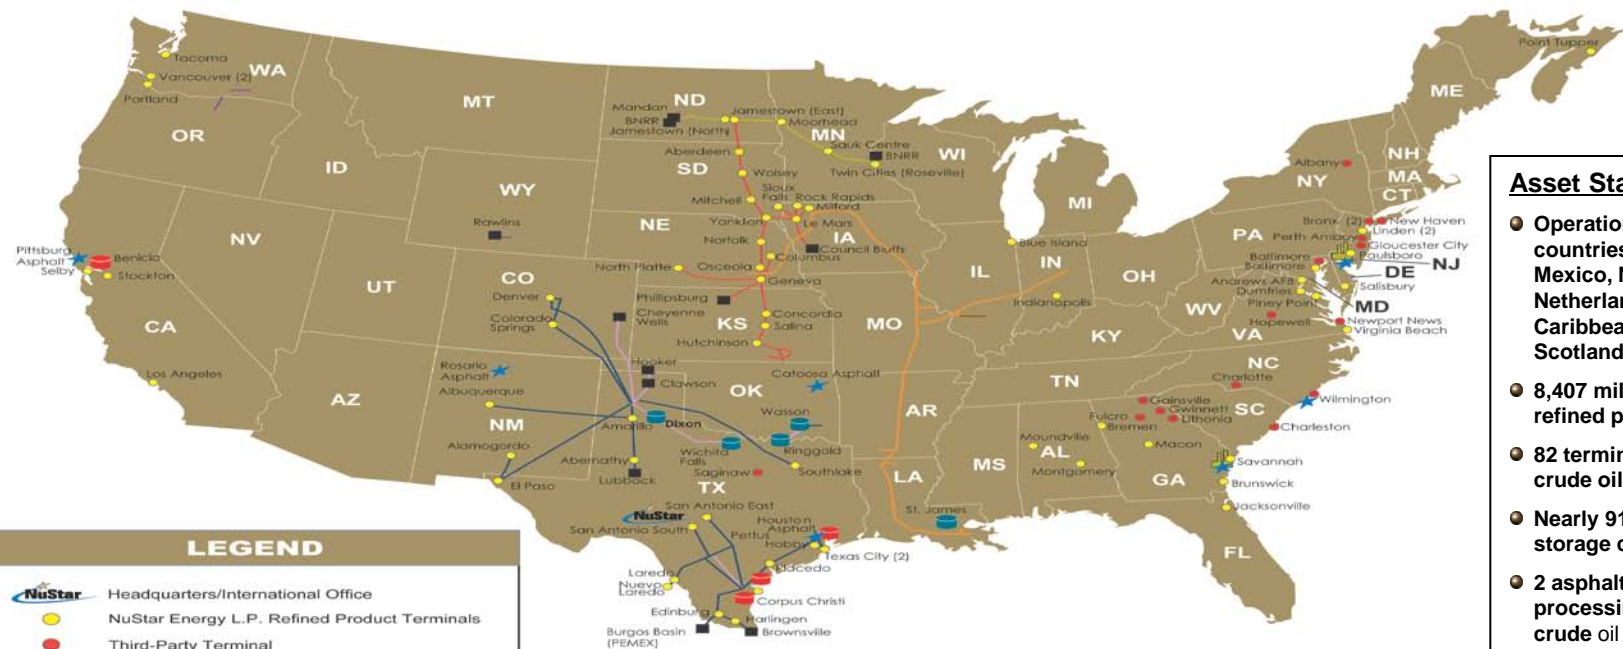 Point Tupper
Tacoma
WA
Vancouver (2)
Portland
OR
MT
ID
WY
Rawlins
NV
UT
CO
CA
AZ
NM
ND
Mandan
BNRR
Jamestown (North)
Jamestown (East)
Moorhead
MN
Sauk Centre
BNRR
Twin Cities (Roseville)
WI
Aberdeen
SD
Wolsey
Sioux
Falls
Rock Rapids
Mitchell
Milford
Yankton
Le Mars
NE
IA
Norfolk
Council Bluffs
Columbus
North Platte
Osceola
Geneva
Phillipsburg
Cheyenne
Wells
KS
Concordia
Salina
Hutchinson
MO
Denver
Colorado
Springs
Pittsburg
Asphalt
Selby
Benicia
Stockton
Los Angeles
Rosario
Asphalt
Albuquerque
Alamogordo
El Paso
Hooker
Clawson
OK
Catoosa Asphalt
Wasson
Amarillo
Dixon
Abernathy
Lubbock
Wichita
Falls
Ringgold
Saginaw
Southlake
TX
San Antonio East
NuStar
San Antonio South
Houston
Asphalt
Pettus
Hobby
Texas City (2)
Placedo
Laredo
Nuevo
Laredo
Corpus Christi
Edinburg
Harlingen
Burgos Basin
(PEMEX)
Brownsville
AR
LA
St. James
MS
AL
Moundville
Montgomery
GA
FL
TN
KY
IL
IN
OH
MI
Blue Island
Indianapolis
WV
VA
NC
SC
Charlotte
Gainsville
Gwinnett
Lithonia
Fulcro
Bremen
Macon
Wilmington
Charleston
Savannah
Brunswick
Jacksonville
ME
NH
MA
CT
NY
Albany
PA
Bronx (2)
New Haven
Linden (2)
Perth Amboy
Gloucester City
Paulsboro
Baltimore
Baltimore
DE
NJ
Andrews AFB
Salisbury
Dumfries
MD
Piney Point
Hopewell
Newport News
Virginia Beach
LEGEND
NuStar
Headquarters/International Office
NuStar Energy L.P. Refined Product Terminals
Third-Party Terminal
Asset Sta
Operatio
countries
Mexico, N
Netherlan
Caribbea
Scotland
8,407 mil
refined p
82 termin
crude oil
Nearly 91
storage c
2 asphalt
processi
crude oil